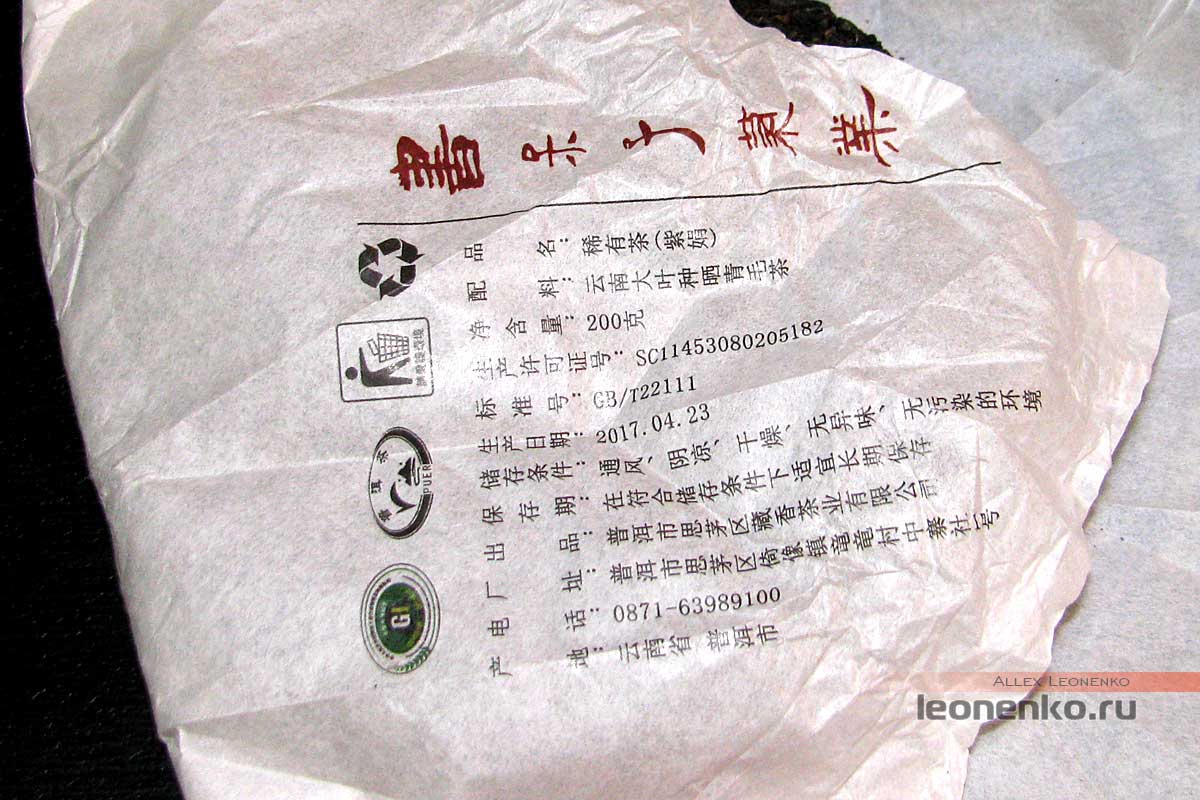 茶业
品名：稀有茶(紫娟)
配料：云南大叶种晒青毛茶
净含量：200克
生产许可证号：SC11453080205182
标准号：GB/T22111
生产日期：2017.04.23
储存条件：通风、阴凉、干燥、无异味、无污染的环境
保存期：在符合储存条件下适宜长期保存
出品：普洱市思茅区藏香茶业有限公司
厂址：普洱市思茅区倚像镇竜竜村中寨社一号
电话：0871-63989100
产地：云南省 普洱市
PUER
GI
ALLEX LEONENKO
leonenko.ru